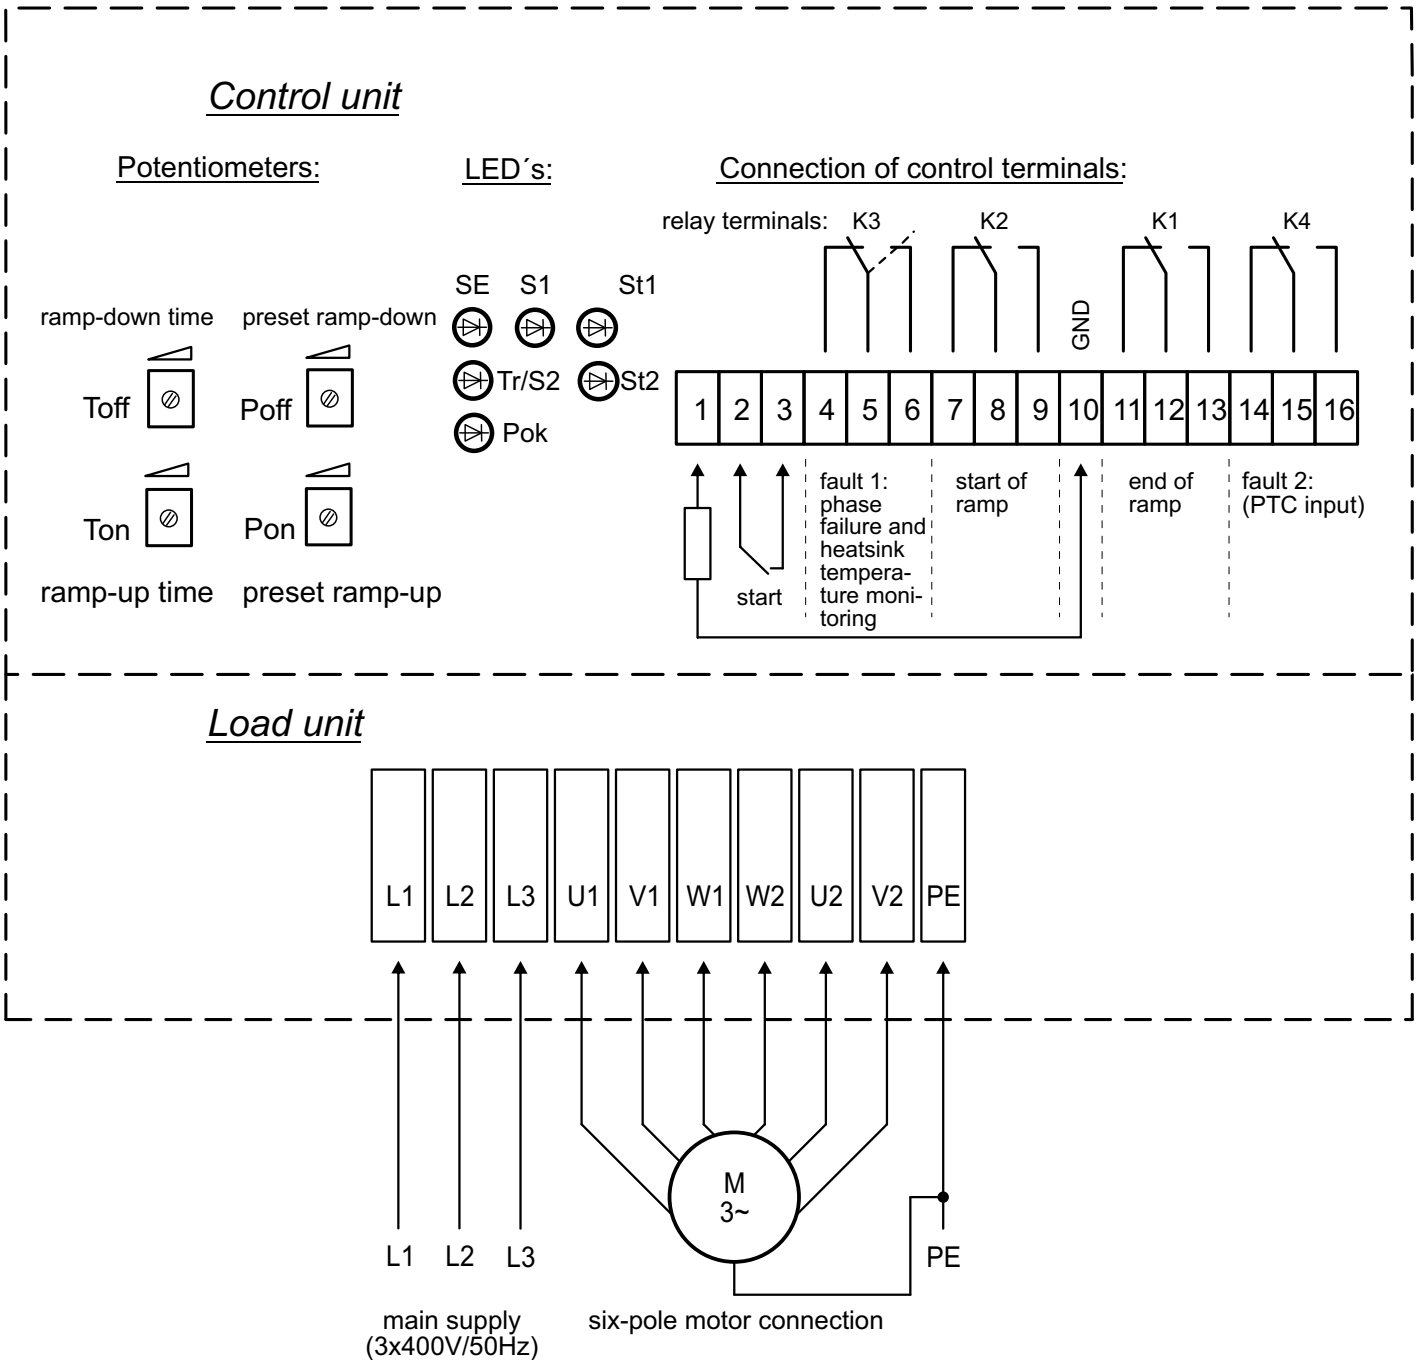 Control unit
Potentiometers:
LED´s:
Connection of control terminals:
relay terminals: K3 K2 K1 K4
SE S1 St1
ramp-down time preset ramp-down
GND
Toff Poff
Tr/S2 St2
Pok
1 2 3 4 5 6 7 8 9 10 11 12 13 14 15 16
Ton Pon
ramp-up time preset ramp-up
start
fault 1:
phase
failure and
heatsink
tempera-
ture moni-
toring
start of
ramp
end of
ramp
fault 2:
(PTC input)
Load unit
L1 L2 L3 U1 V1 W1 W2 U2 V2 PE
M
3~
L1 L2 L3 PE
main supply
(3x400V/50Hz)
six-pole motor connection